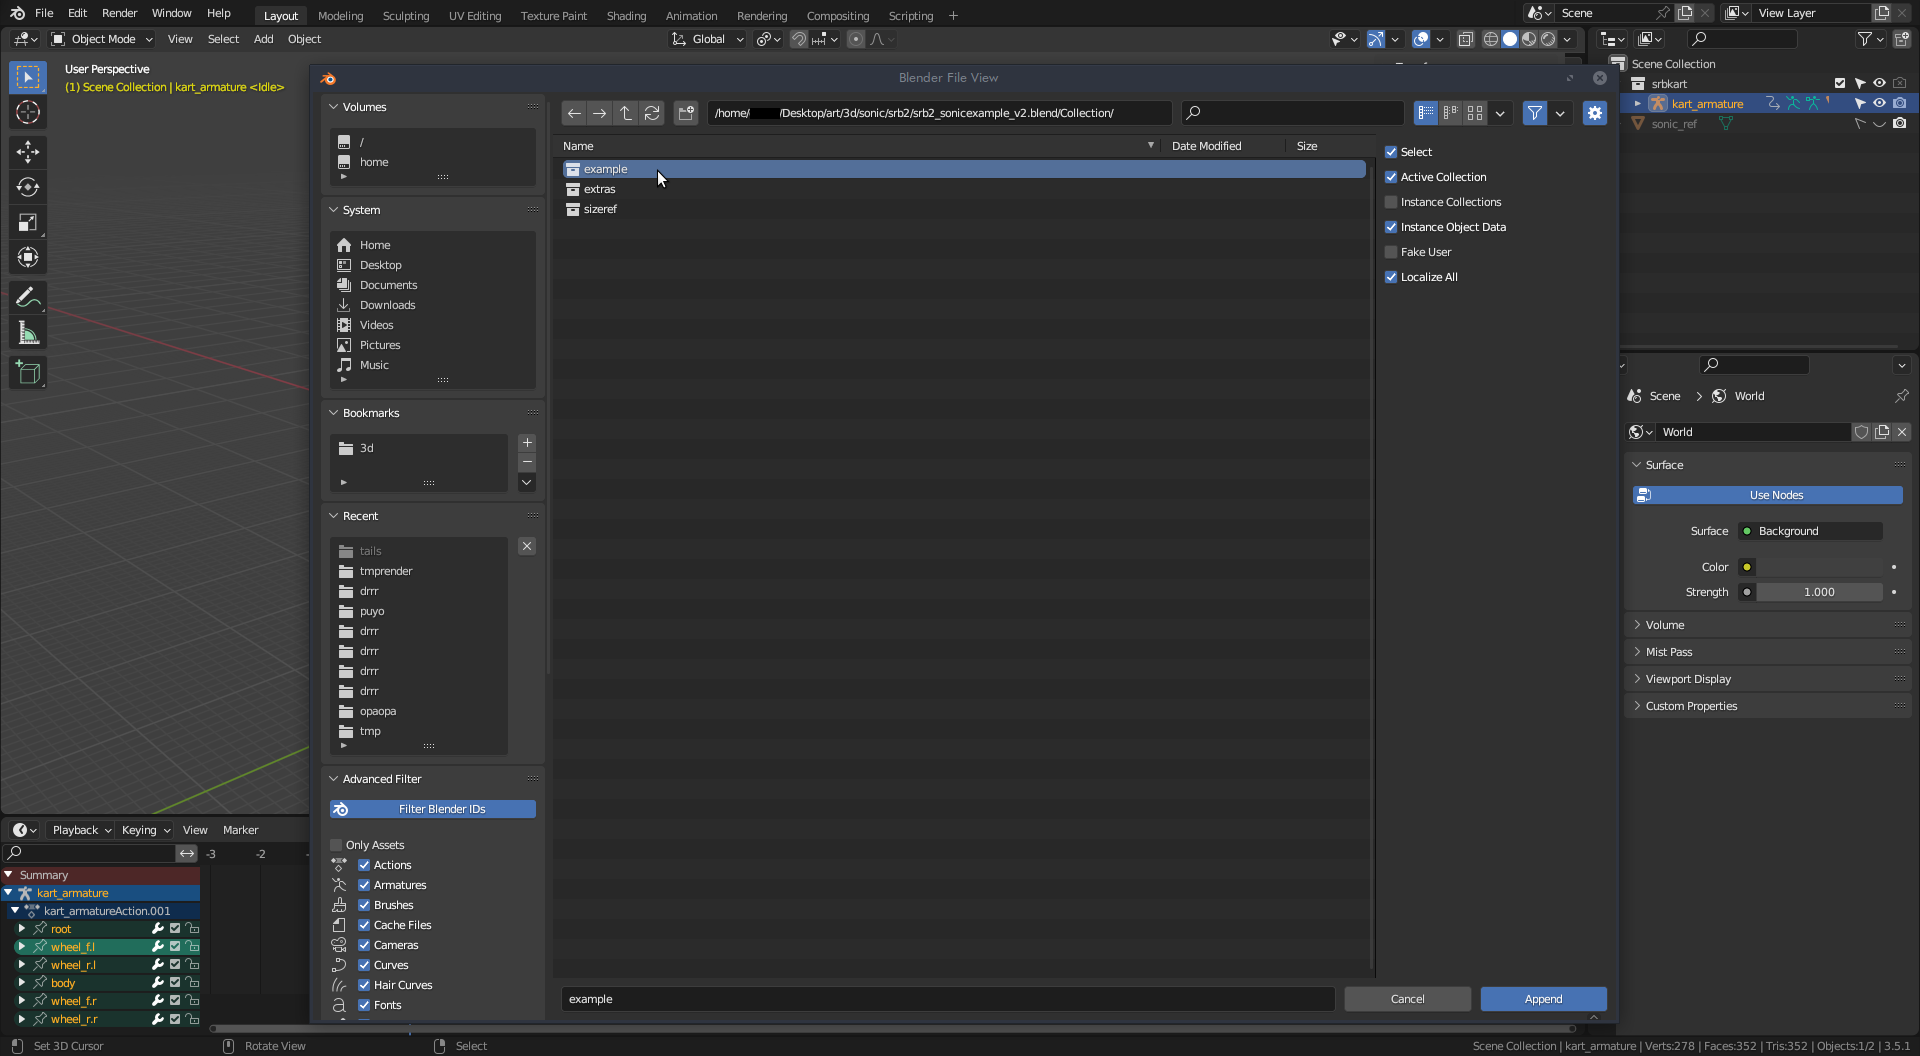 File Edit Render Window Help Layout Modeling Sculpting UV Editing Texture Paint Shading Animation Rendering Compositing Scripting + Scene View Layer
Object Mode View Select Add Object Global
User Perspective
(1) Scene Collection | kart_armature <Idle>
Blender File View
Volumes
/
home
System
Home
Desktop
Documents
Downloads
Videos
Pictures
Music
Bookmarks
3d
Recent
tails
tmprender
drrr
puyo
drrr
drrr
drrr
drrr
opaopa
tmp
Advanced Filter
Filter Blender IDs
Only Assets
Actions
Armatures
Brushes
Cache Files
Cameras
Curves
Hair Curves
Fonts
/home/ /Desktop/art/3d/sonic/srb2/srb2_sonicexample_v2.blend/Collection/
Name Date Modified Size
example
extras
sizeref
Select
Active Collection
Instance Collections
Instance Object Data
Fake User
Localize All
example
Cancel Append
Scene Collection
srbkart
kart_armature
sonic_ref
Scene World
World
Surface
Use Nodes
Surface Background
Color
Strength 1.000
Volume
Mist Pass
Viewport Display
Custom Properties
Playback Keying View Marker
-3 -2
Summary
kart_armature
kart_armatureAction.001
root
wheel_f.l
wheel_r.l
body
wheel_f.r
wheel_r.r
Set 3D Cursor Rotate View Select
Scene Collection | kart_armature | Verts:278 | Faces:352 | Tris:352 | Objects:1/2 | 3.5.1